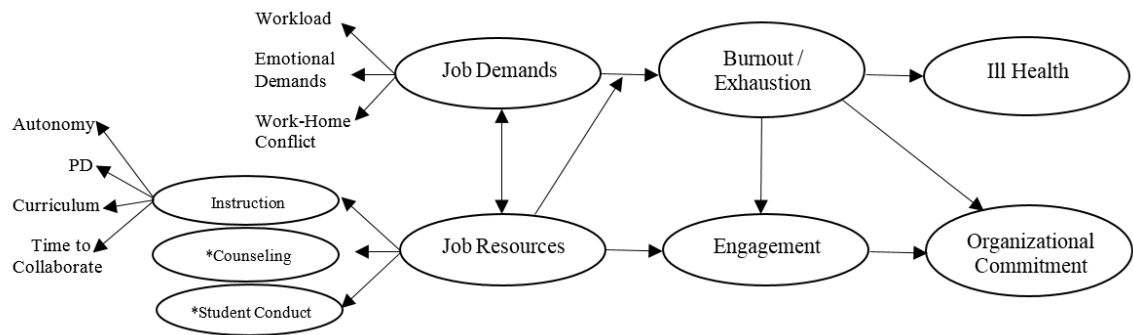 Workload
Emotional
Demands
Work-Home
Conflict
Job Demands
Burnout /
Exhaustion
Ill Health
Autonomy
PD
Curriculum
Time to
Collaborate
Instruction
*Counseling
*Student Conduct
Job Resources
Engagement
Organizational
Commitment